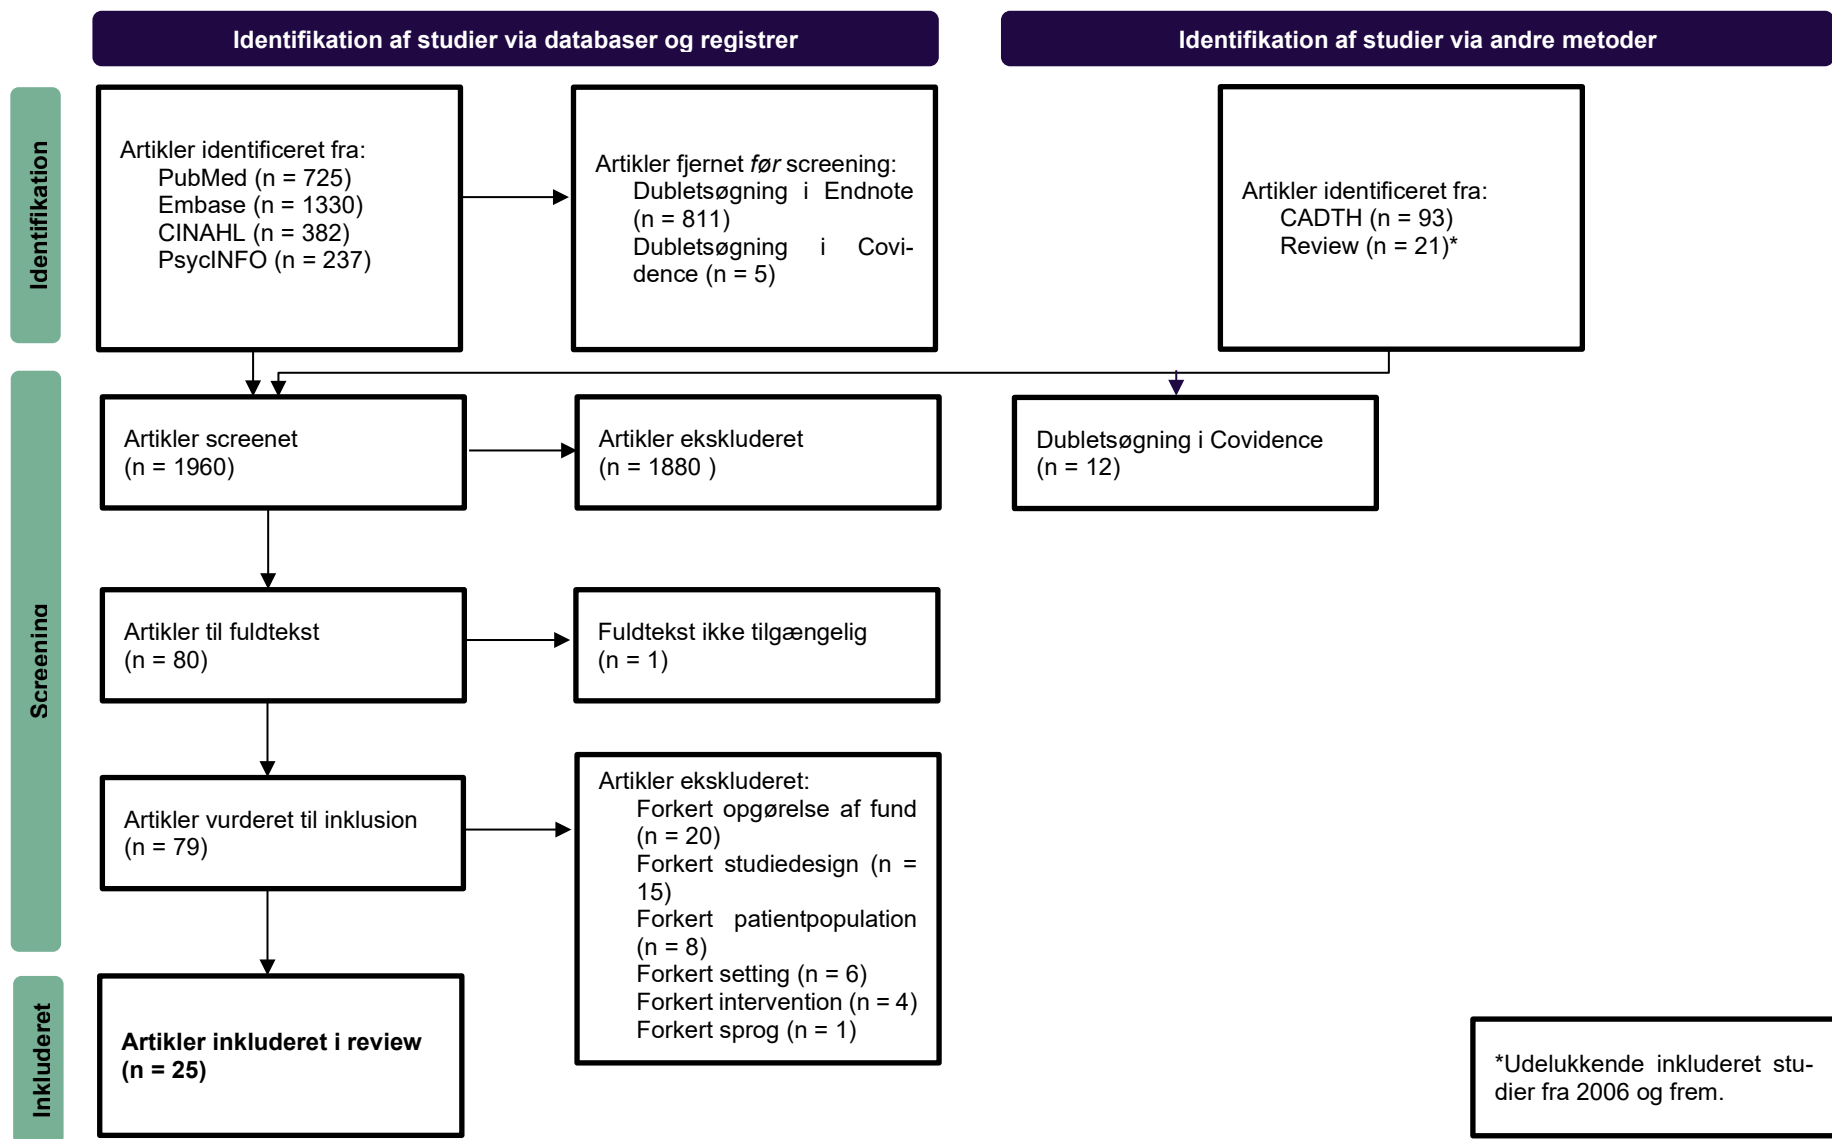 Identifikation af studier via databaser og registrer
Identifikation af studier via andre metoder
Identifikation
Artikler identificeret fra:
PubMed (n = 725)
Embase (n = 1330)
CINAHL (n = 382)
PsycINFO (n = 237)
Artikler fjernet før screening:
Dubletsøgning i Endnote
(n = 811)
Dubletsøgning i Covi-
dence (n = 5)
Artikler identificeret fra:
CADTH (n = 93)
Review (n = 21)*
Screening
Artikler screenet
(n = 1960)
Artikler ekskluderet
(n = 1880 )
Dubletsøgning i Covidence
(n = 12)
Artikler til fuldtekst
(n = 80)
Fuldtekst ikke tilgængelig
(n = 1)
Artikler vurderet til inklusion
(n = 79)
Artikler ekskluderet:
Forkert opgørelse af fund
(n = 20)
Forkert studiedesign (n =
15)
Forkert patientpopulation
(n = 8)
Forkert setting (n = 6)
Forkert intervention (n = 4)
Forkert sprog (n = 1)
Inkluderet
Artikler inkluderet i review
(n = 25)
*Udelukkende inkluderet stu-
dier fra 2006 og frem.